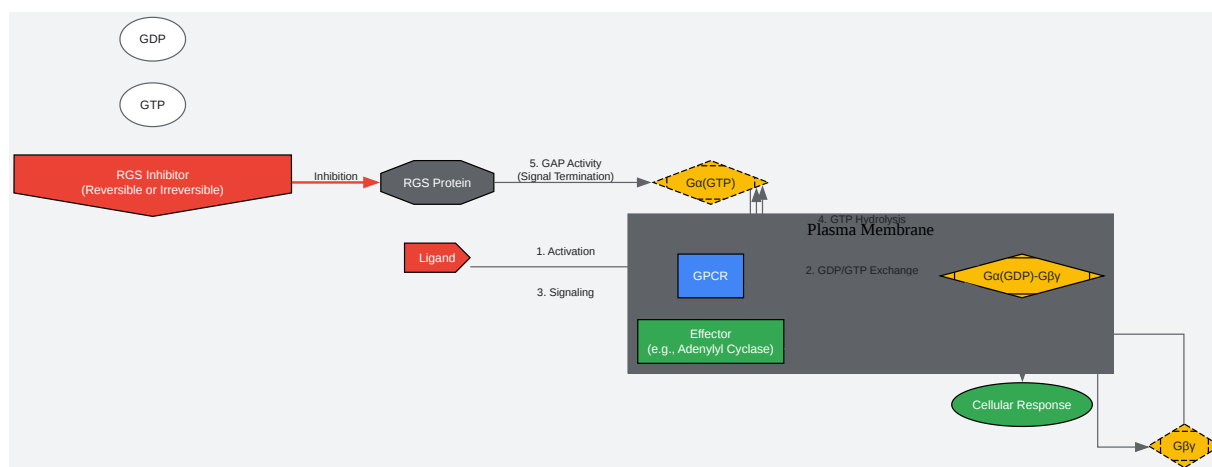 GDP
GTP
RGS Inhibitor
(Reversible or Irreversible)
Inhibition
RGS Protein
5. GAP Activity
(Signal Termination)
Gα(GTP)
4. GTP Hydrolysis
Plasma Membrane
Ligand
1. Activation
GPCR
2. GDP/GTP Exchange
Gα(GDP)-Gβγ
3. Signaling
Effector
(e.g., Adenylyl Cyclase)
Cellular Response
Gβγ